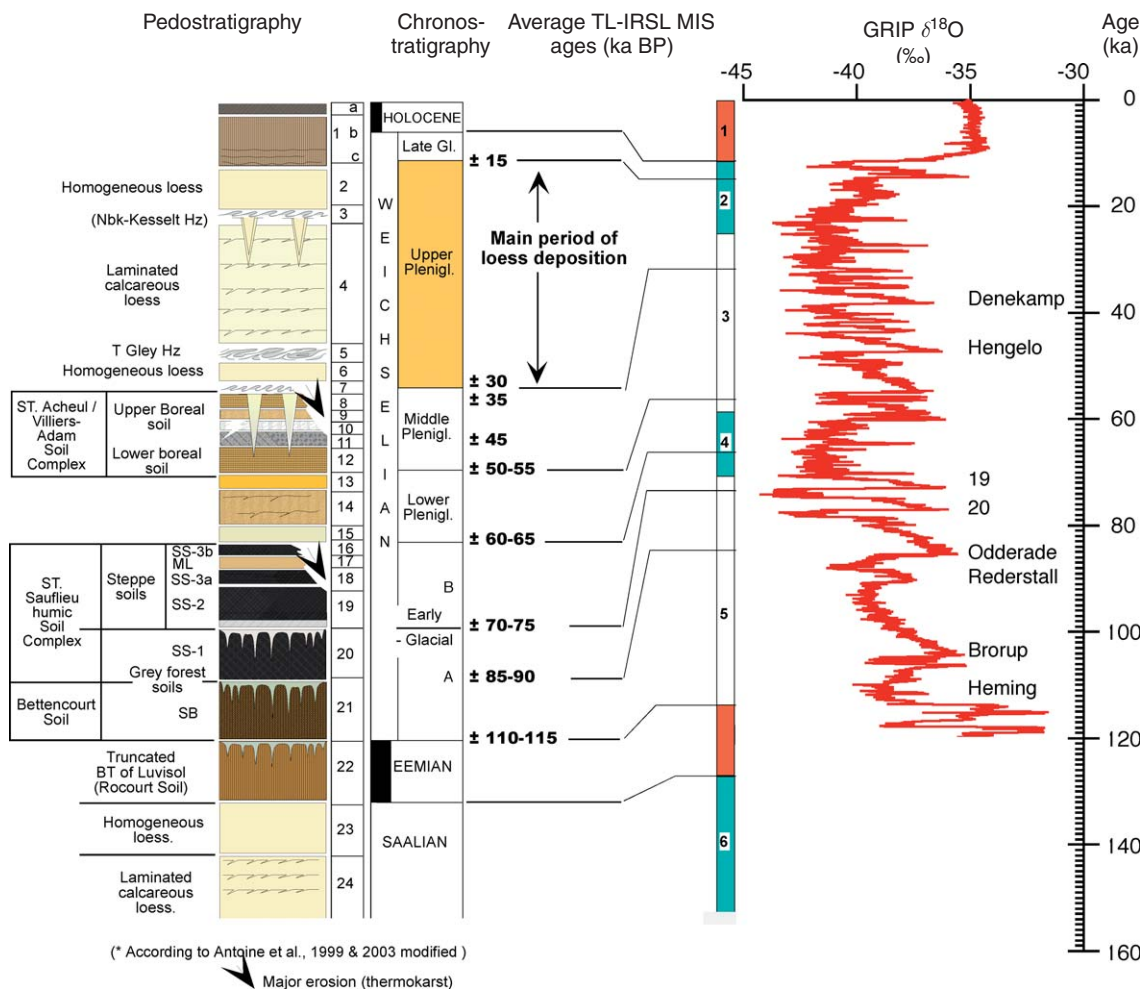 Pedostratigraphy
Chronos-
tratigraphy
Average TL-IRSL MIS
ages (ka BP)
GRIP δ18O
(‰)
Age
(ka)
-45
-40
-35
-30
a
1 b
c
2
3
4
5
6
7
8
9
10
11
12
13
14
15
16
17
18
19
20
21
22
23
24
Homogeneous loess
(Nbk-Kesselt Hz)
Laminated
calcareous
loess
T Gley Hz
Homogeneous loess
ST. Acheul /
Villiers-
Adam
Soil
Complex
Upper Boreal
soil
Lower boreal
soil
ST.
Sauflieu
humic
Soil
Complex
Steppe
soils
SS-3b
ML
SS-3a
SS-2
SS-1
Grey forest
soils
Bettencourt
Soil
SB
Truncated
BT of Luvisol
(Rocourt Soil)
Homogeneous
loess.
Laminated
calcareous
loess.
HOLOCENE
Late Gl.
WEICHSELIAN
Upper
Plenigl.
Middle
Plenigl.
Lower
Plenigl.
B
Early
- Glacial
A
EEMIAN
SAALIAN
± 15
Main period of
loess deposition
± 30
± 35
± 45
± 50-55
± 60-65
± 70-75
± 85-90
± 110-115
1
2
3
4
5
6
Denekamp
Hengelo
19
20
Odderade
Rederstall
Brorup
Heming
0
20
40
60
80
100
120
140
160
(* According to Antoine et al., 1999 & 2003 modified )
Major erosion (thermokarst)